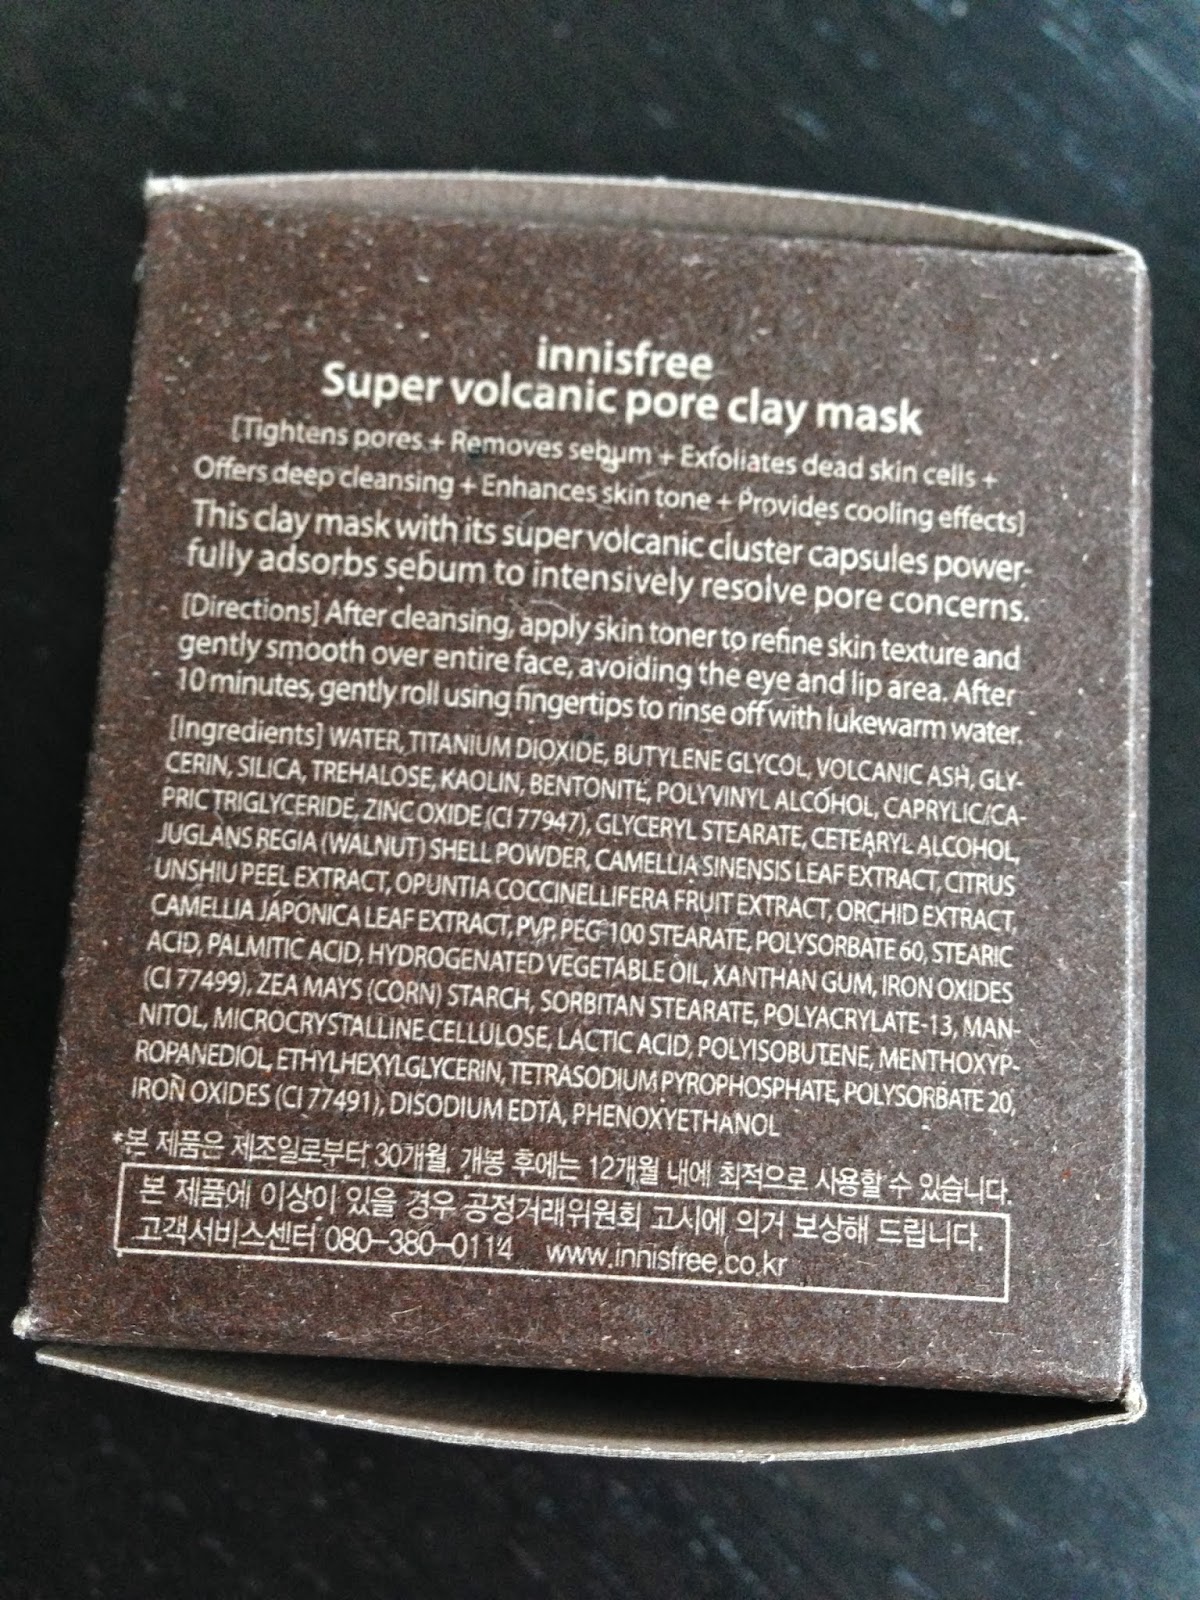 innisfree
Super volcanic pore clay mask
[Tightens pores + Removes sebum + Exfoliates dead skin cells +
Offers deep cleansing + Enhances skin tone + Provides cooling effects]
This clay mask with its super volcanic cluster capsules power-
fully adsorbs sebum to intensively resolve pore concerns.
[Directions] After cleansing, apply skin toner to refine skin texture and
gently smooth over entire face, avoiding the eye and lip area. After
10 minutes, gently roll using fingertips to rinse off with lukewarm water.
[Ingredients] WATER, TITANIUM DIOXIDE, BUTYLENE GLYCOL, VOLCANIC ASH, GLY-
CERIN, SILICA, TREHALOSE, KAOLIN, BENTONITE, POLYVINYL ALCOHOL, CAPRYLIC/CA-
PRIC TRIGLYCERIDE, ZINC OXIDE (CI 77947), GLYCERYL STEARATE, CETEARYL ALCOHOL,
JUGLANS REGIA (WALNUT) SHELL POWDER, CAMELLIA SINENSIS LEAF EXTRACT, CITRUS
UNSHIU PEEL EXTRACT, OPUNTIA COCCINELLIFERA FRUIT EXTRACT, ORCHID EXTRACT,
CAMELLIA JAPONICA LEAF EXTRACT, PVP, PEG-100 STEARATE, POLYSORBATE 60, STEARIC
ACID, PALMITIC ACID, HYDROGENATED VEGETABLE OIL, XANTHAN GUM, IRON OXIDES
(CI 77499), ZEA MAYS (CORN) STARCH, SORBITAN STEARATE, POLYACRYLATE-13, MAN-
NITOL, MICROCRYSTALLINE CELLULOSE, LACTIC ACID, POLYISOBUTENE, MENTHOXYP-
ROPANEDIOL, ETHYLHEXYLGLYCERIN, TETRASODIUM PYROPHOSPHATE, POLYSORBATE 20,
IRON OXIDES (CI 77491), DISODIUM EDTA, PHENOXYETHANOL
*본 제품은 제조일로부터 30개월, 개봉 후에는 12개월 내에 최적으로 사용할 수 있습니다.
본 제품에 이상이 있을 경우 공정거래위원회 고시에 의거 보상해 드립니다.
고객서비스센터 080-380-0114 www.innisfree.co.kr